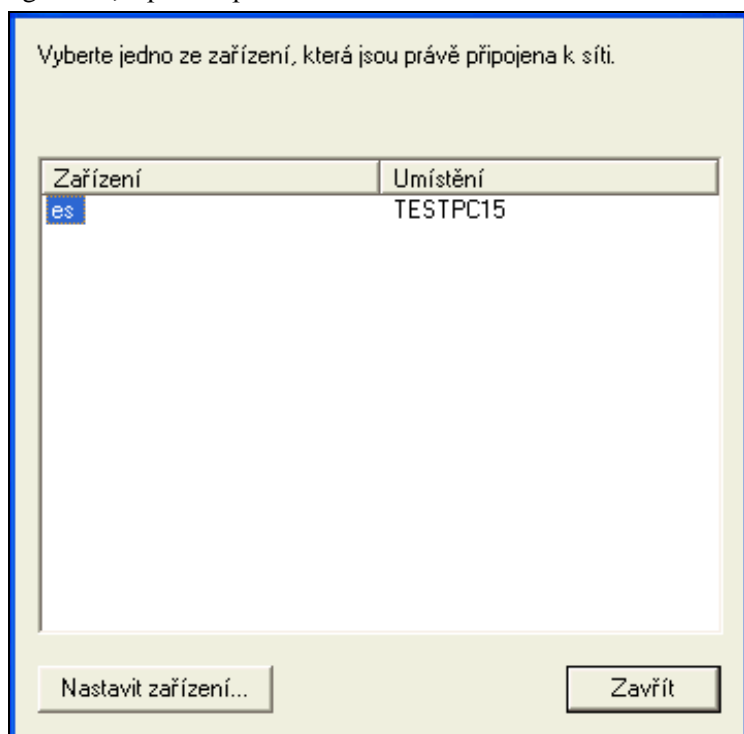 Vyberte jedno ze zařízení, která jsou právě připojena k síti.
Zařízení Umístění
es TESTPC15
Nastavit zařízení... Zavřít